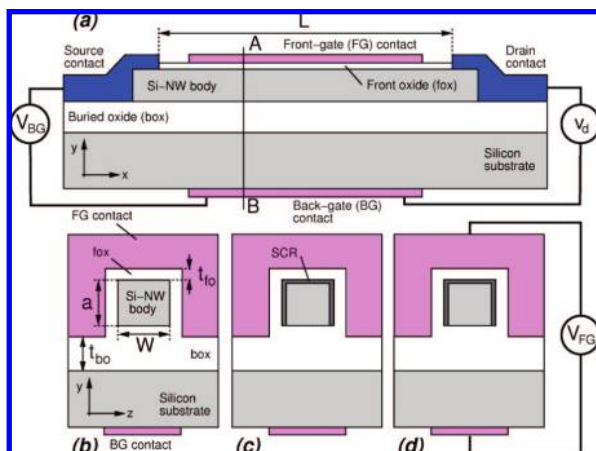 (a)
L
Source contact
A
Front-gate (FG) contact
Drain contact
Si-NW body
Front oxide (fox)
V_BG
Buried oxide (box)
v_d
y
x
Silicon substrate
B
Back-gate (BG) contact
FG contact
fox
t_fo
SCR
a
Si-NW body
W
V_FG
t_bo
box
y
z
Silicon substrate
(b)
BG contact
(c)
(d)